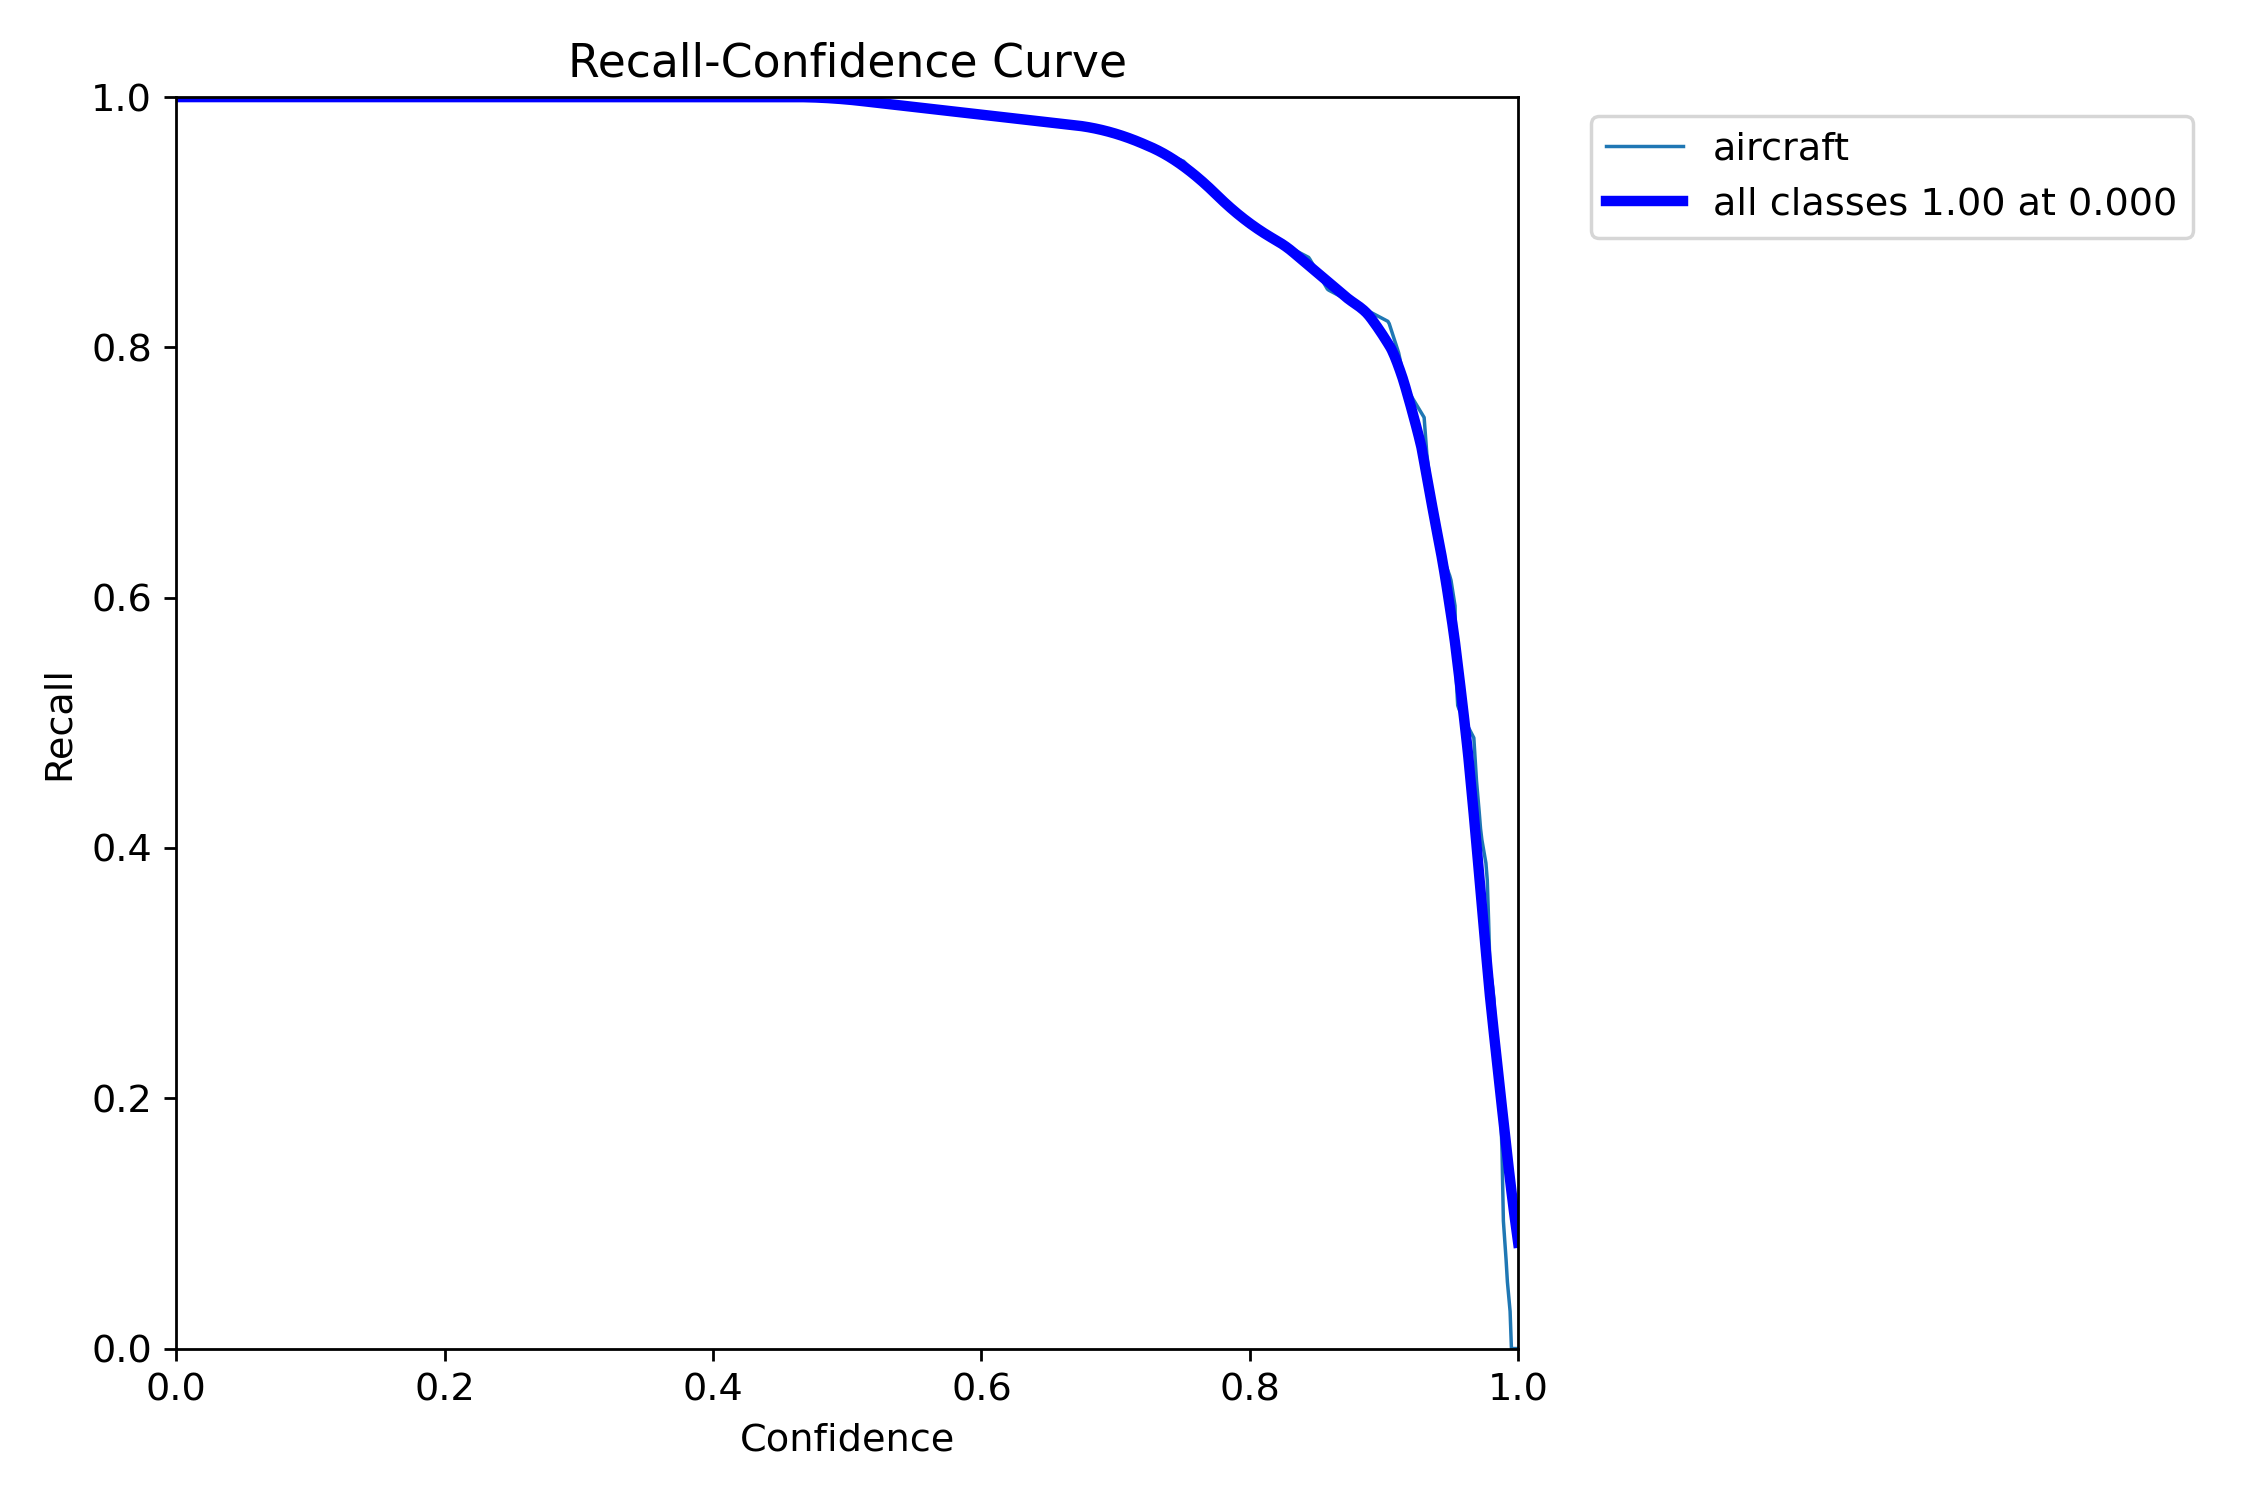 Recall-Confidence Curve
1.0
0.8
0.6
0.4
0.2
0.0
Recall
0.0 0.2 0.4 0.6 0.8 1.0
Confidence
aircraft
all classes 1.00 at 0.000